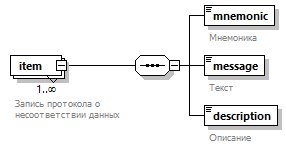 mnemonic
Мнемоника
item
message
1..∞
Текст
Запись протокола о
несоответствии данных
description
Описание